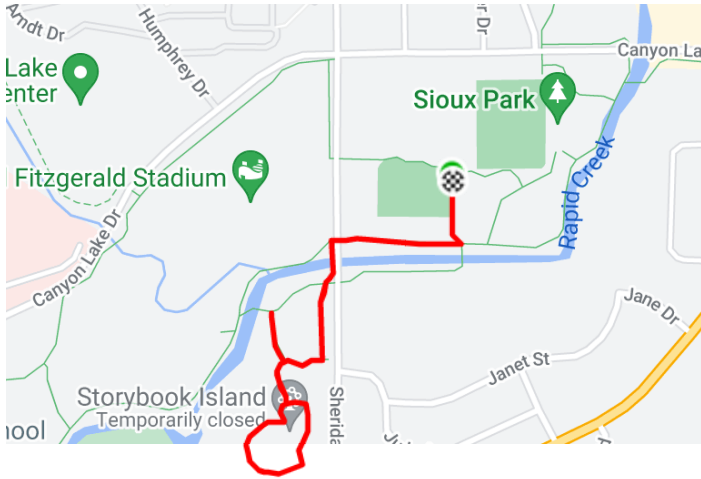 Arndt Dr
Humphrey Dr
r Dr
Canyon La
Lake
enter
Sioux Park
Fitzgerald Stadium
Rapid Creek
Canyon Lake Dr
Jane Dr
Janet St
Storybook Island
Temporarily closed
Sherida
hool